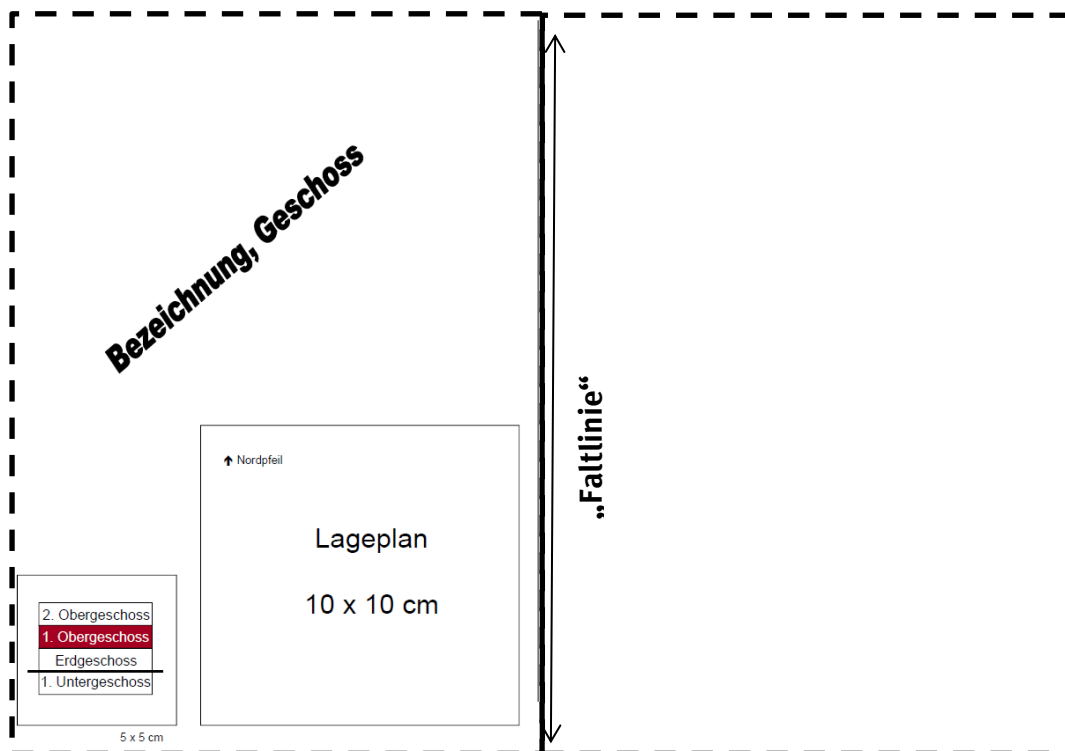 Bezeichnung, Geschoss
„Faltlinie“
Nordpfeil
Lageplan
10 x 10 cm
2. Obergeschoss
1. Obergeschoss
Erdgeschoss
1. Untergeschoss
5 x 5 cm